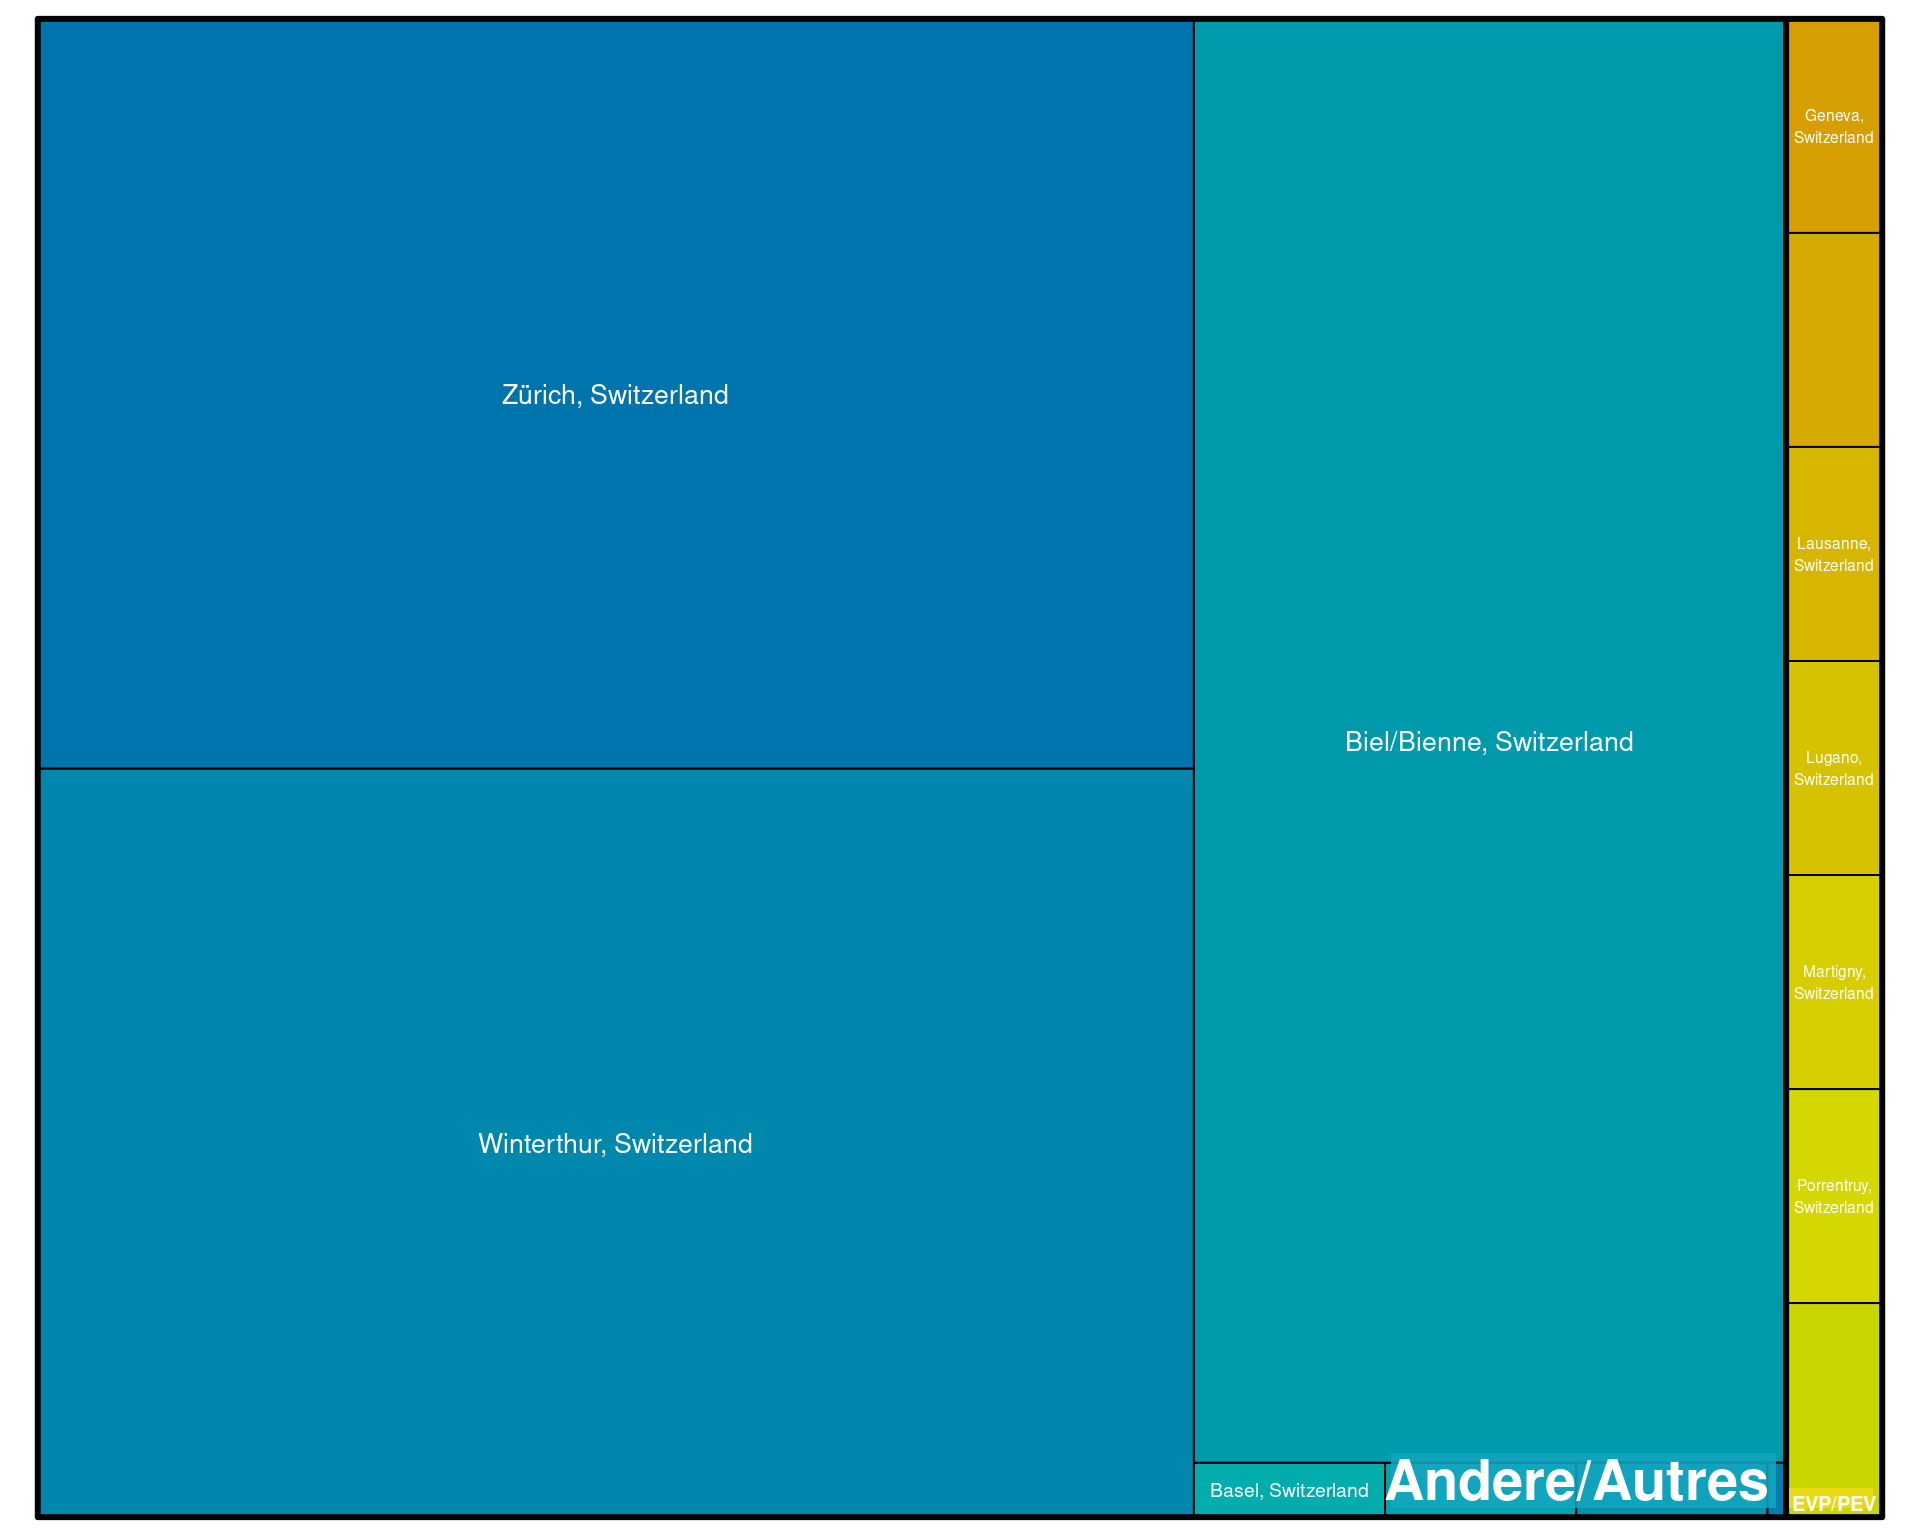 Zürich, Switzerland
Winterthur, Switzerland
Biel/Bienne, Switzerland
Basel, Switzerland
Andere/Autres
Geneva,
Switzerland
Lausanne,
Switzerland
Lugano,
Switzerland
Martigny,
Switzerland
Porrentruy,
Switzerland
EVP/PEV